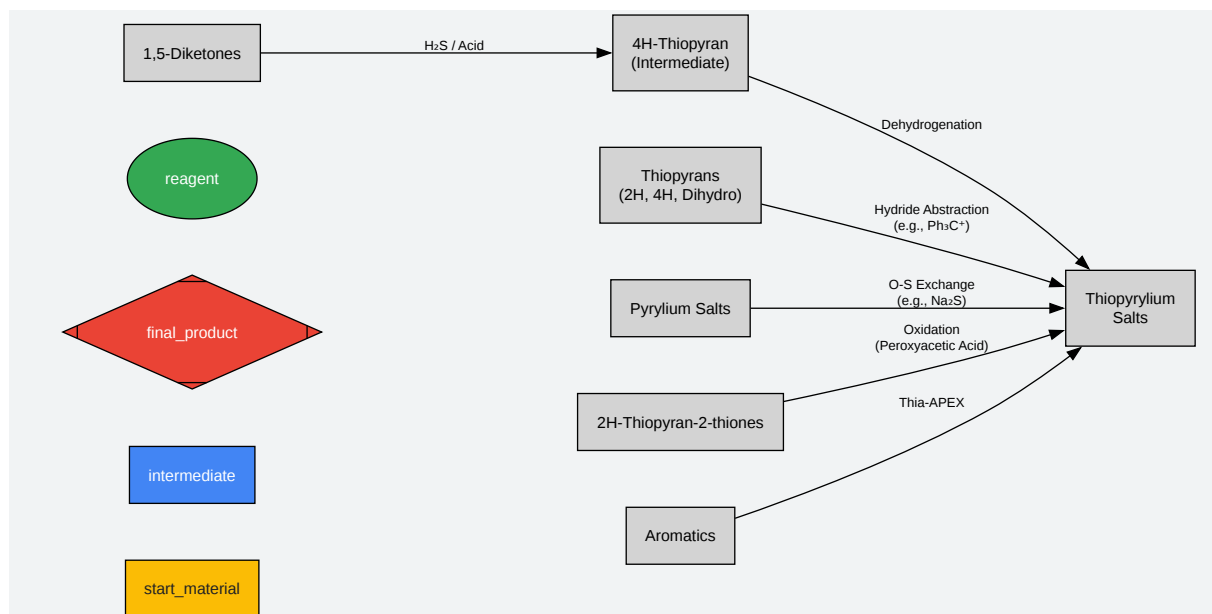 1,5-Diketones
H₂S / Acid
4H-Thiopyran
(Intermediate)
Dehydrogenation
reagent
Thiopyrans
(2H, 4H, Dihydro)
Hydride Abstraction
(e.g., Ph₃C⁺)
final_product
Pyrylium Salts
O-S Exchange
(e.g., Na₂S)
Thiopyrylium
Salts
Oxidation
(Peroxyacetic Acid)
2H-Thiopyran-2-thiones
Thia-APEX
intermediate
Aromatics
start_material